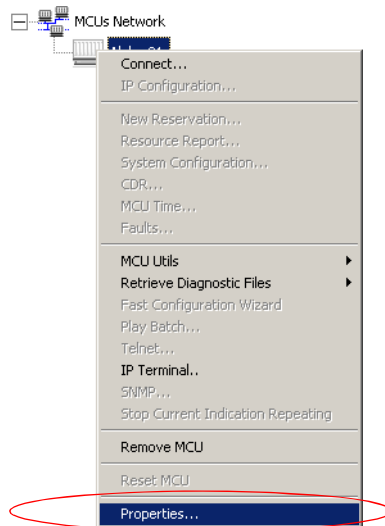 MCUs Network
Connect...
IP Configuration...
New Reservation...
Resource Report...
System Configuration...
CDR...
MCU Time...
Faults...
MCU Utils
Retrieve Diagnostic Files
Fast Configuration Wizard
Play Batch...
Telnet...
IP Terminal..
SNMP...
Stop Current Indication Repeating
Remove MCU
Reset MCU
Properties...